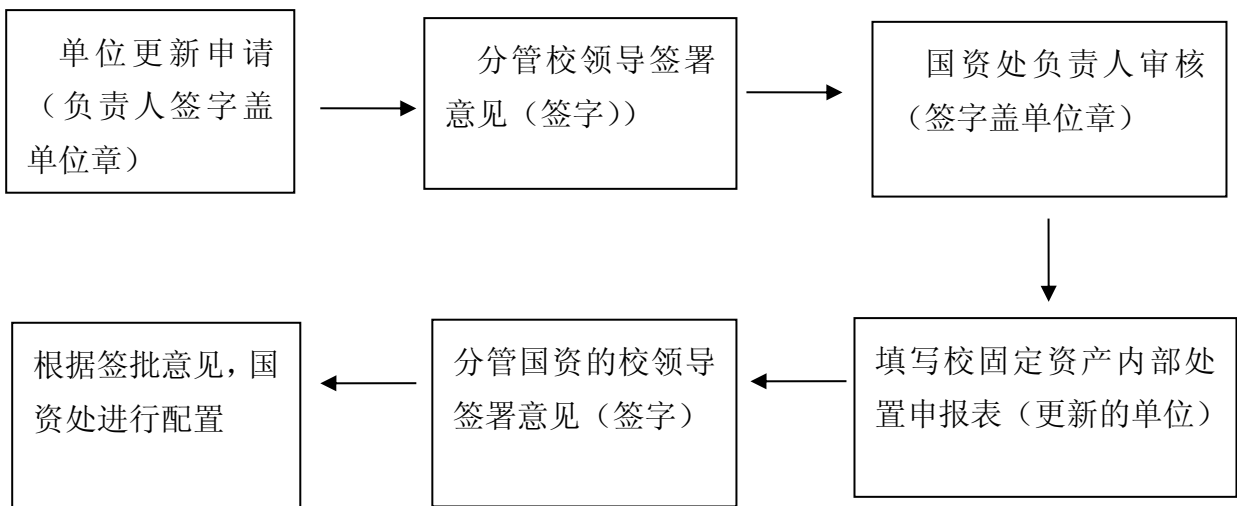 单位更新申请
（负责人签字盖
单位章）
分管校领导签署
意见（签字））
国资处负责人审核
（签字盖单位章）
填写校固定资产内部处
置申报表（更新的单位）
分管国资的校领导
签署意见（签字）
根据签批意见，国
资处进行配置